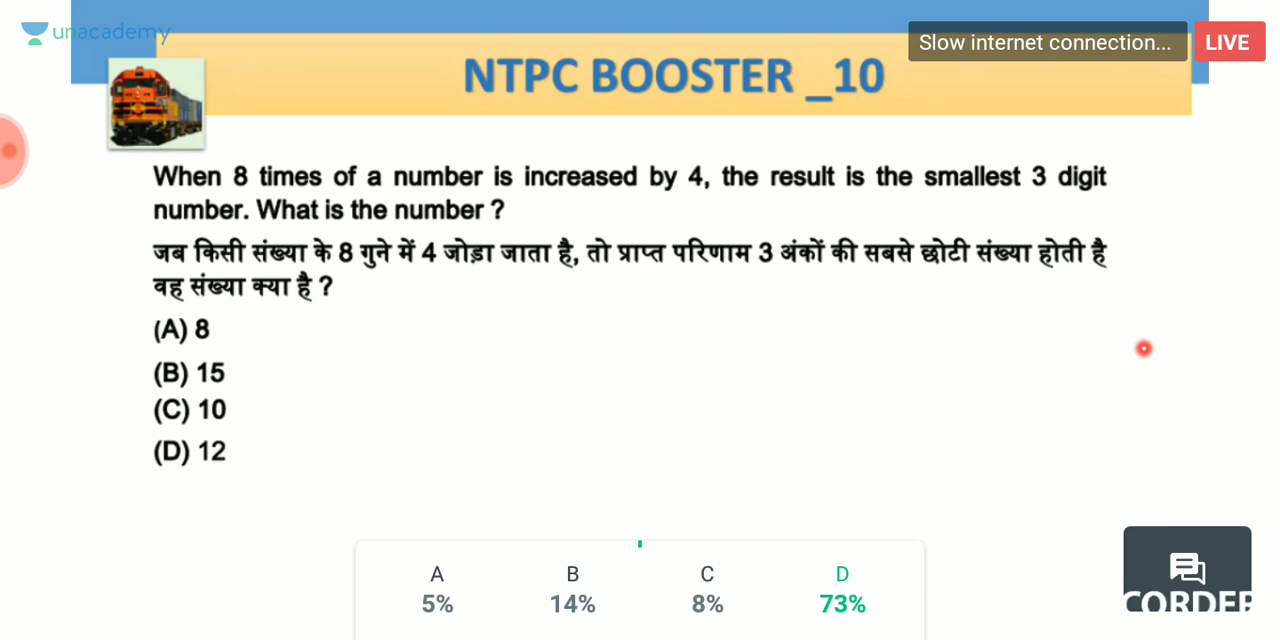 unacademy
Slow internet connection...
LIVE
NTPC BOOSTER _10
When 8 times of a number is increased by 4, the result is the smallest 3 digit
number. What is the number ?
जब किसी संख्या के 8 गुने में 4 जोड़ा जाता है, तो प्राप्त परिणाम 3 अंकों की सबसे छोटी संख्या होती है
वह संख्या क्या है ?
(A) 8
(B) 15
(C) 10
(D) 12
A B C D
5% 14% 8% 73%